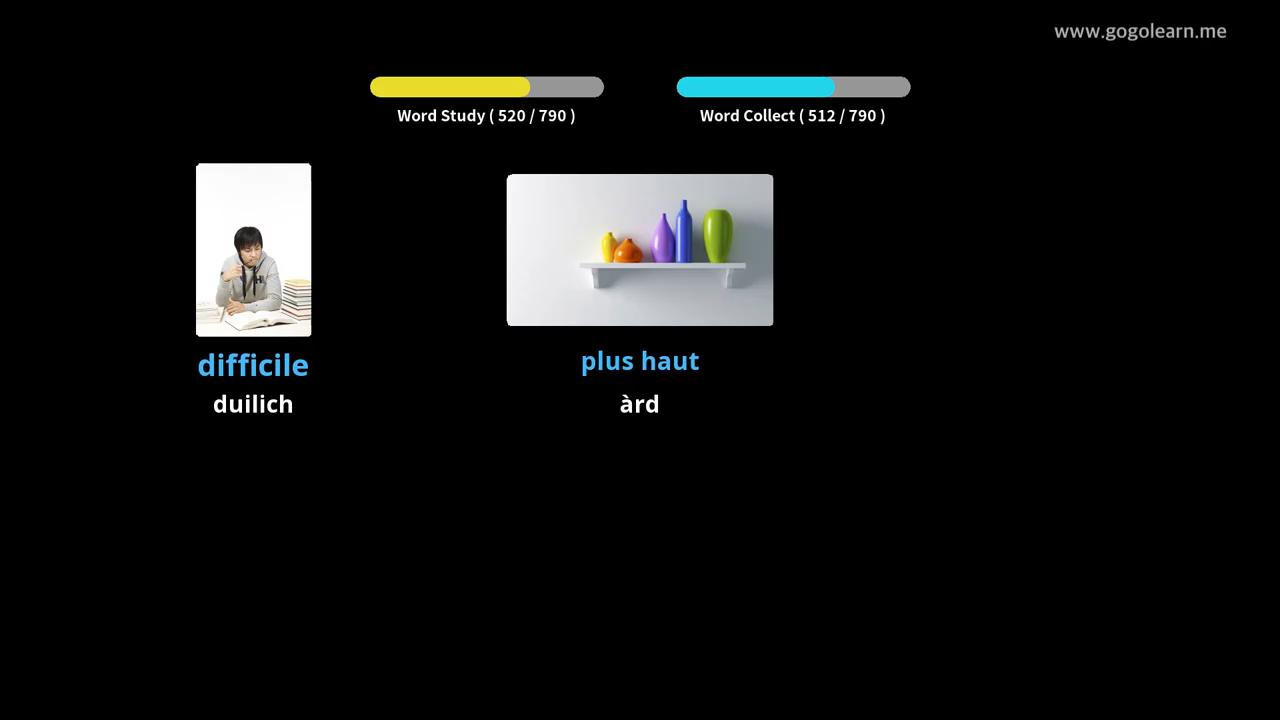 www.gogolearn.me
Word Study ( 520 / 790 )
Word Collect ( 512 / 790 )
difficile
duilich
plus haut
àrd